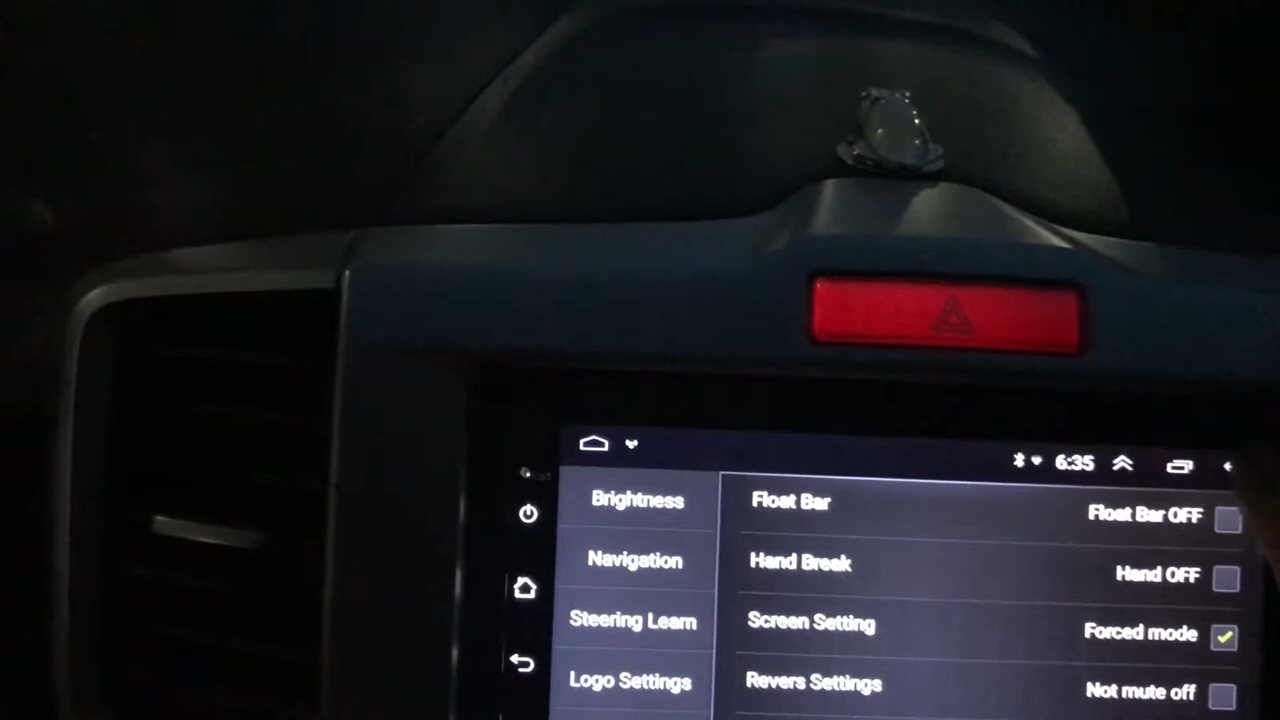 6:35
Brightness
Float Bar
Float Bar OFF
Navigation
Hand Break
Hand OFF
Steering Learn
Screen Setting
Forced mode
Logo Settings
Revers Settings
Not mute off